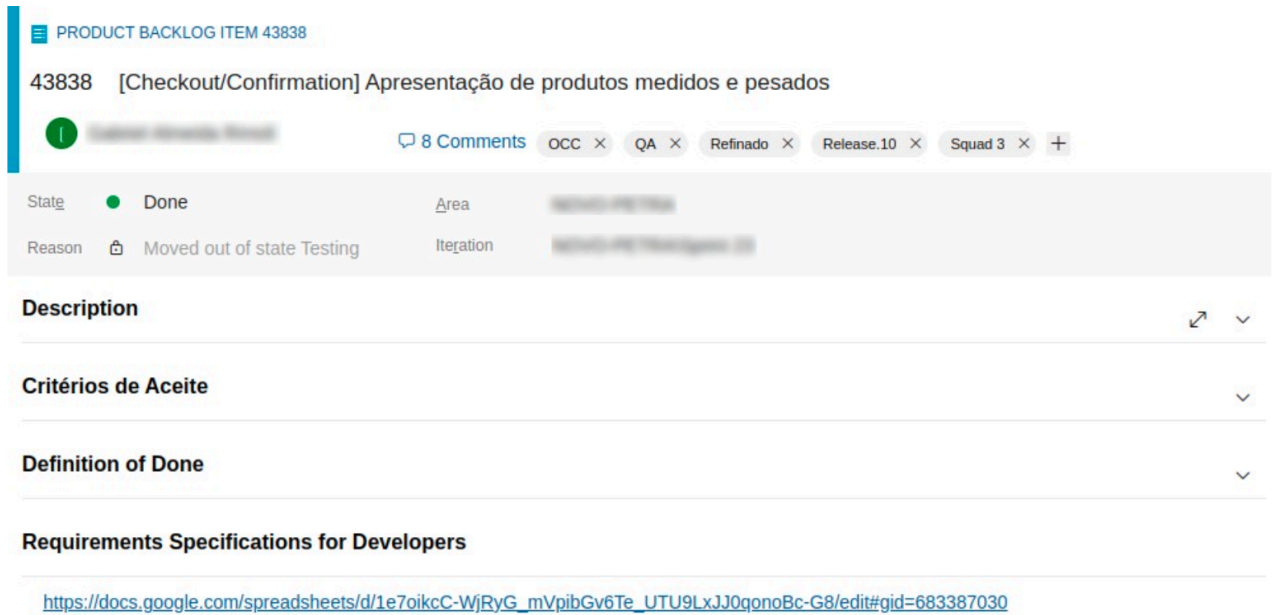 PRODUCT BACKLOG ITEM 43838
43838 [Checkout/Confirmation] Apresentação de produtos medidos e pesados
[ 8 Comments OCC QA Refinado Release.10 Squad 3
State Done Area
Reason Moved out of state Testing Iteration
Description
Critérios de Aceite
Definition of Done
Requirements Specifications for Developers
https://docs.google.com/spreadsheets/d/1e7oikcC-WjRyG_mVpibGv6Te_UTU9LxJJ0qonoBc-G8/edit#gid=683387030